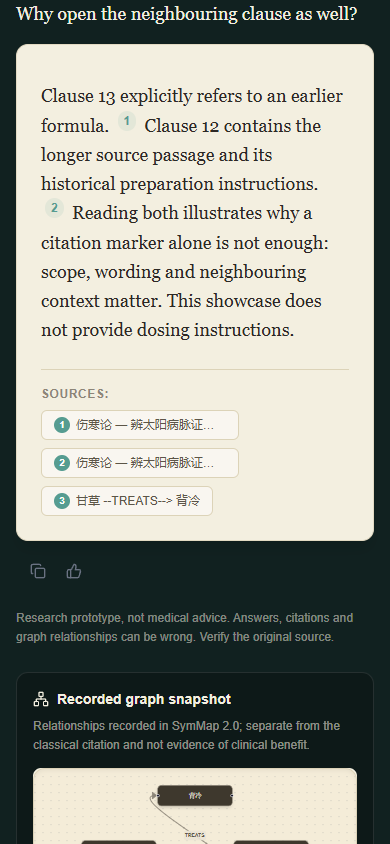 Why open the neighbouring clause as well?
Clause 13 explicitly refers to an earlier
formula. 1 Clause 12 contains the
longer source passage and its
historical preparation instructions.
2 Reading both illustrates why a
citation marker alone is not enough:
scope, wording and neighbouring
context matter. This showcase does
not provide dosing instructions.
SOURCES:
1 伤寒论 — 辨太阳病脉证…
2 伤寒论 — 辨太阳病脉证…
3 甘草 --TREATS--> 背冷
Research prototype, not medical advice. Answers, citations and
graph relationships can be wrong. Verify the original source.
Recorded graph snapshot
Relationships recorded in SymMap 2.0; separate from the
classical citation and not evidence of clinical benefit.
背冷
TREATS